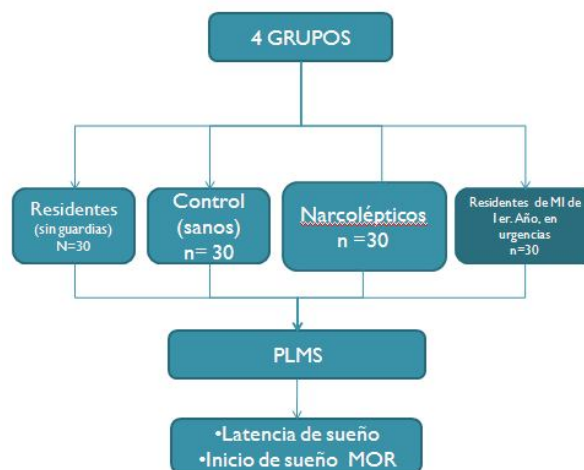 4 GRUPOS
Residentes
(sin guardias)
N=30
Control
(sanos)
n= 30
Narcolépticos
n =30
Residentes de MI de
1er. Año, en
urgencias
n=30
PLMS
•Latencia de sueño
•Inicio de sueño MOR